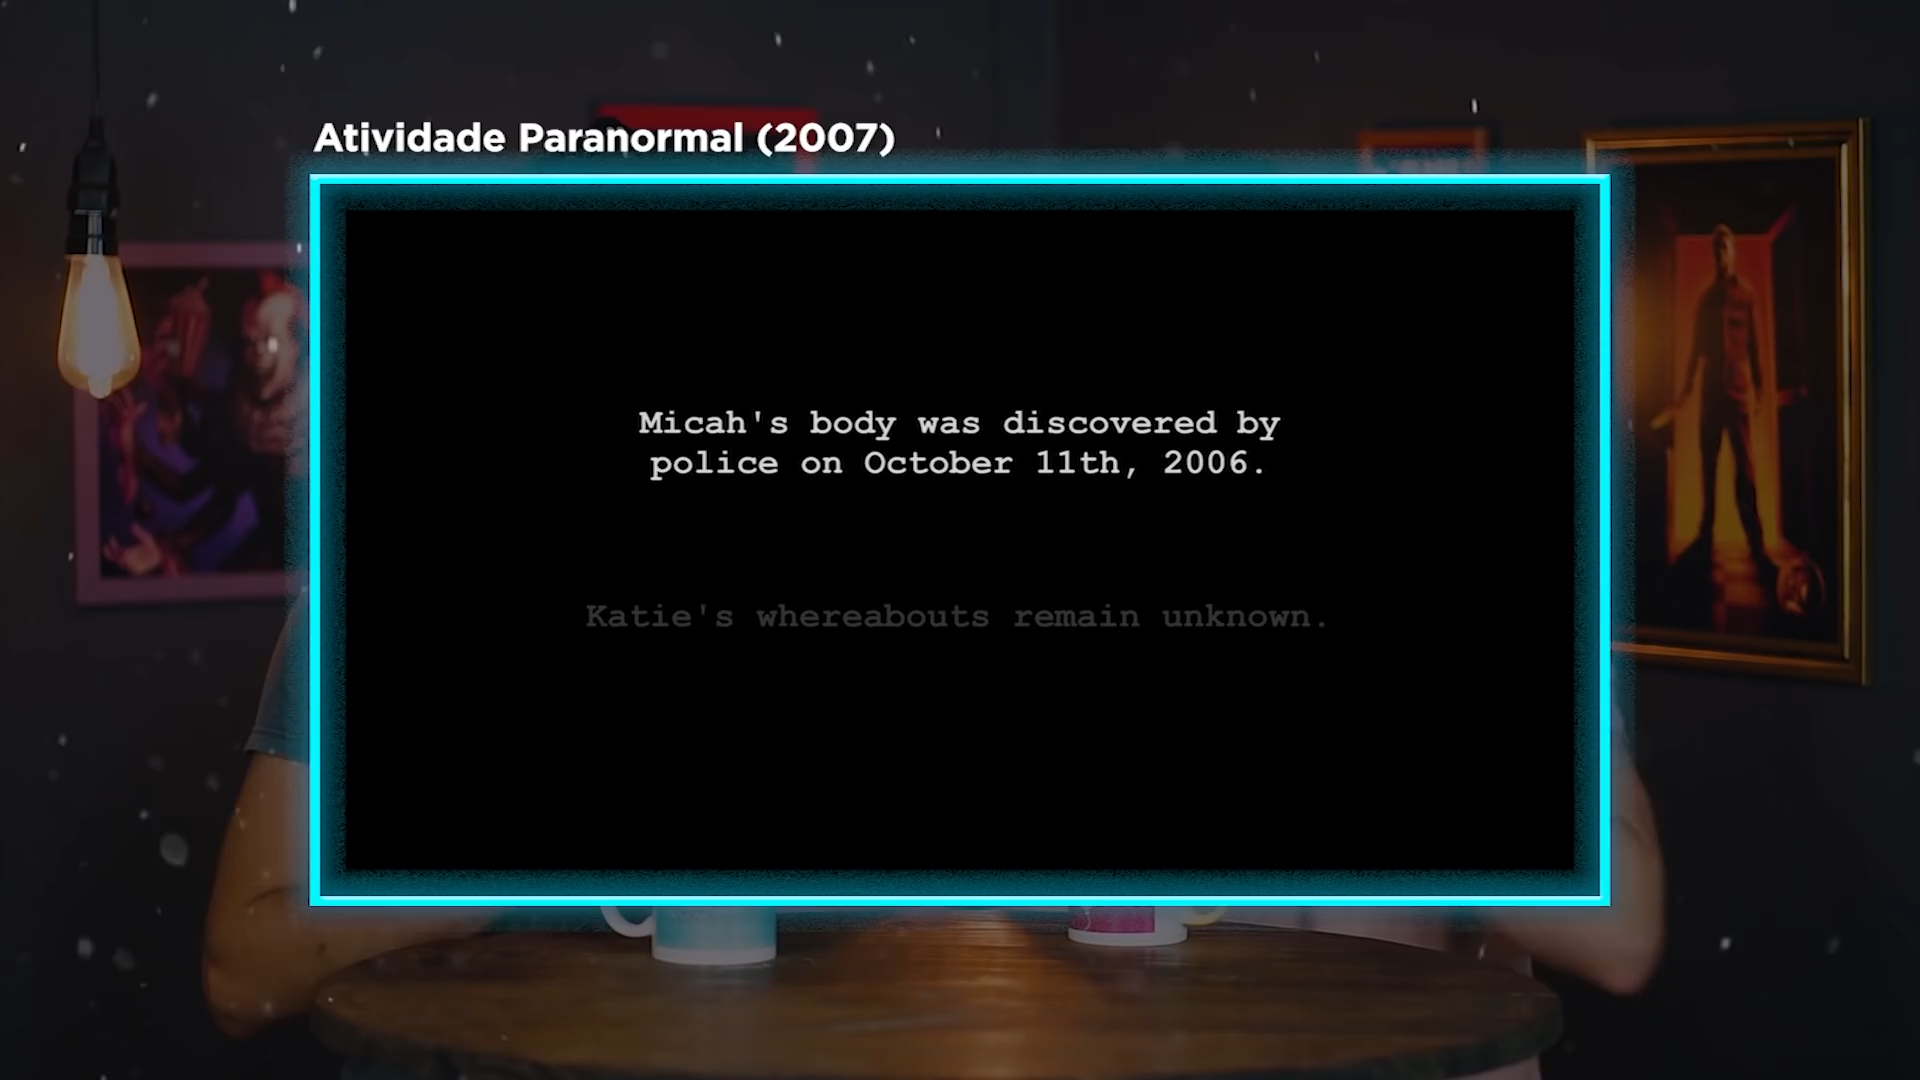 Atividade Paranormal (2007)
Micah's body was discovered by
police on October 11th, 2006.
Katie's whereabouts remain unknown.